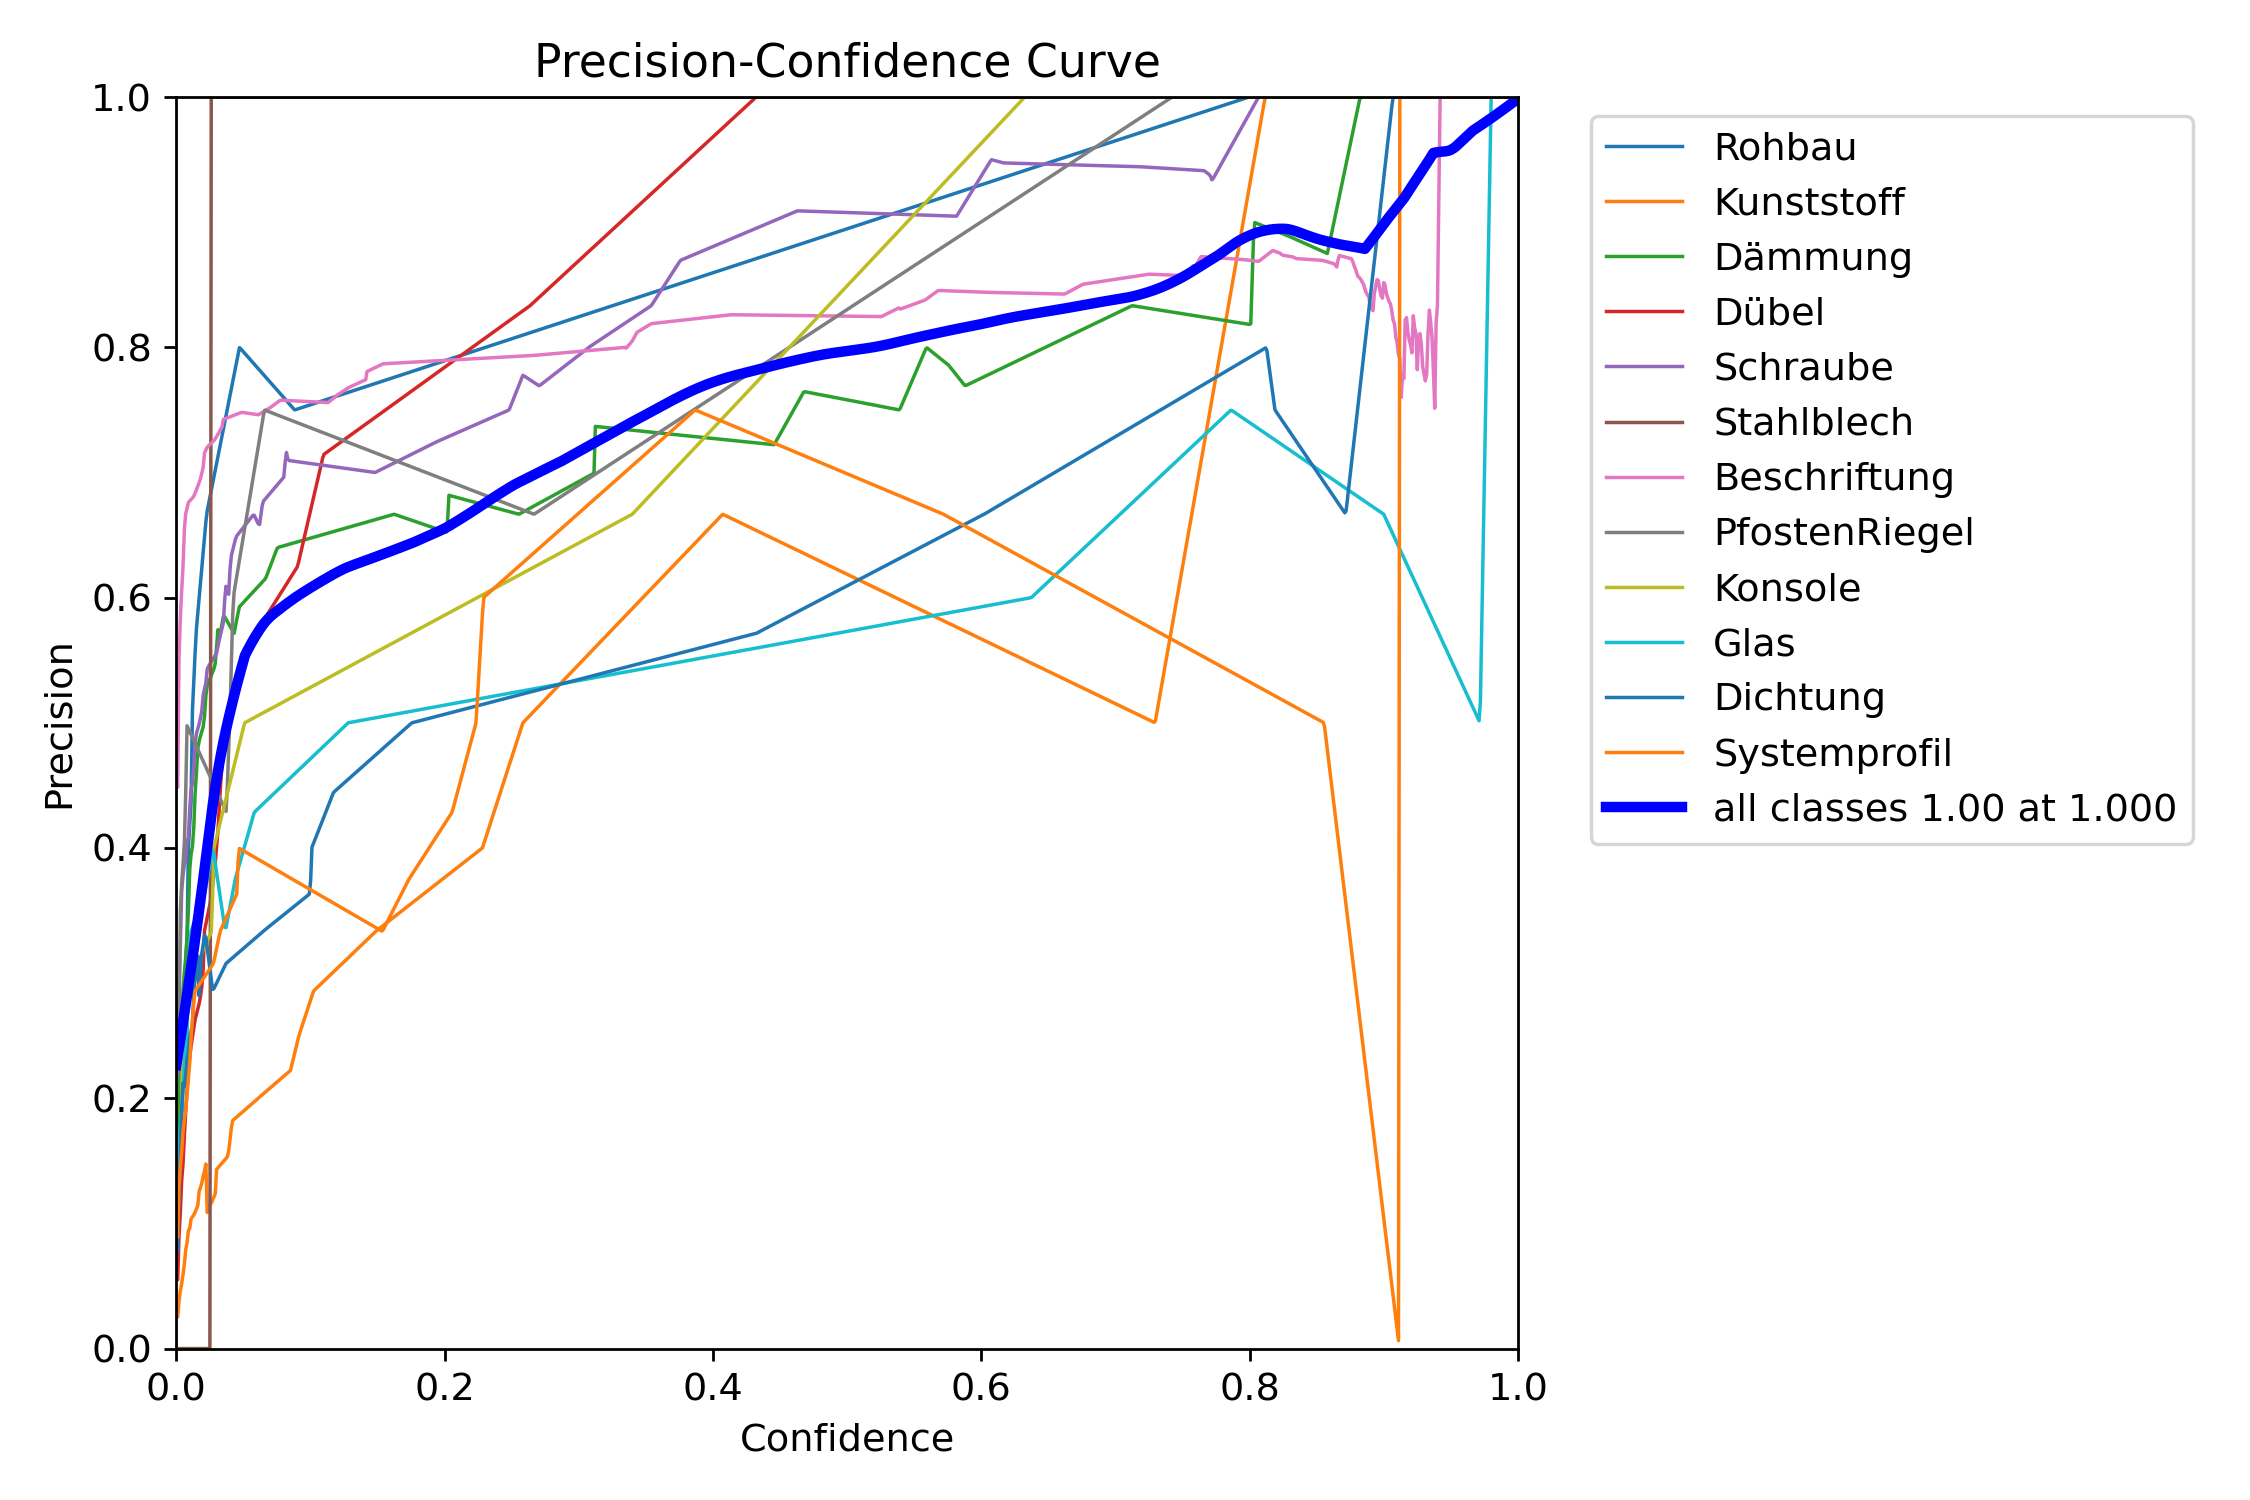 Precision-Confidence Curve
1.0
0.8
0.6
0.4
0.2
0.0
Precision
0.0 0.2 0.4 0.6 0.8 1.0
Confidence
Rohbau
Kunststoff
Dämmung
Dübel
Schraube
Stahlblech
Beschriftung
PfostenRiegel
Konsole
Glas
Dichtung
Systemprofil
all classes 1.00 at 1.000